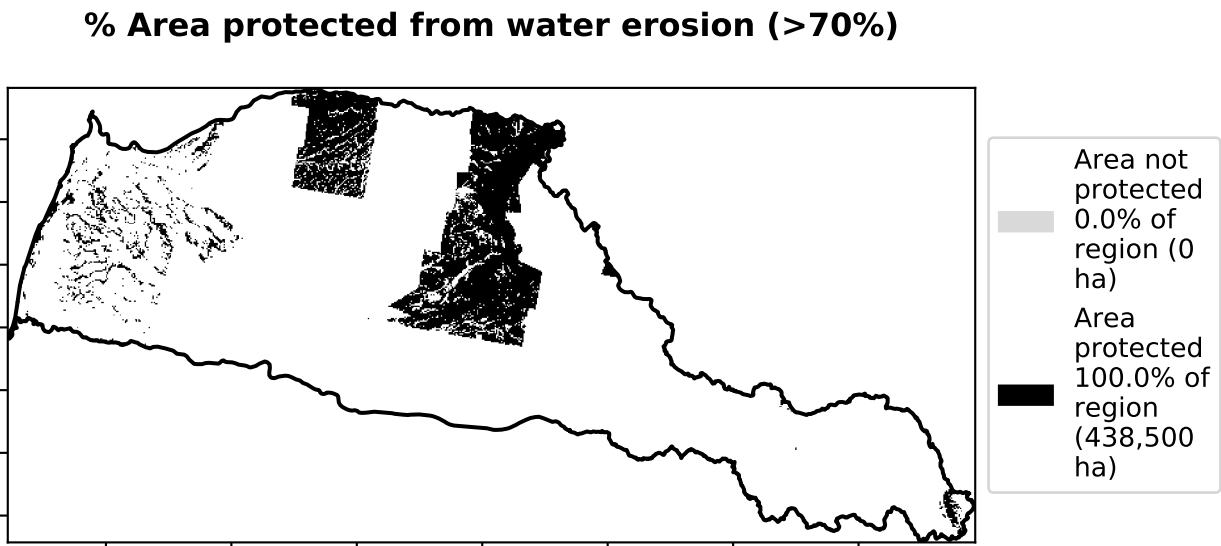 % Area protected from water erosion (>70%)
Area not
protected
0.0% of
region (0
ha)
Area
protected
100.0% of
region
(438,500
ha)